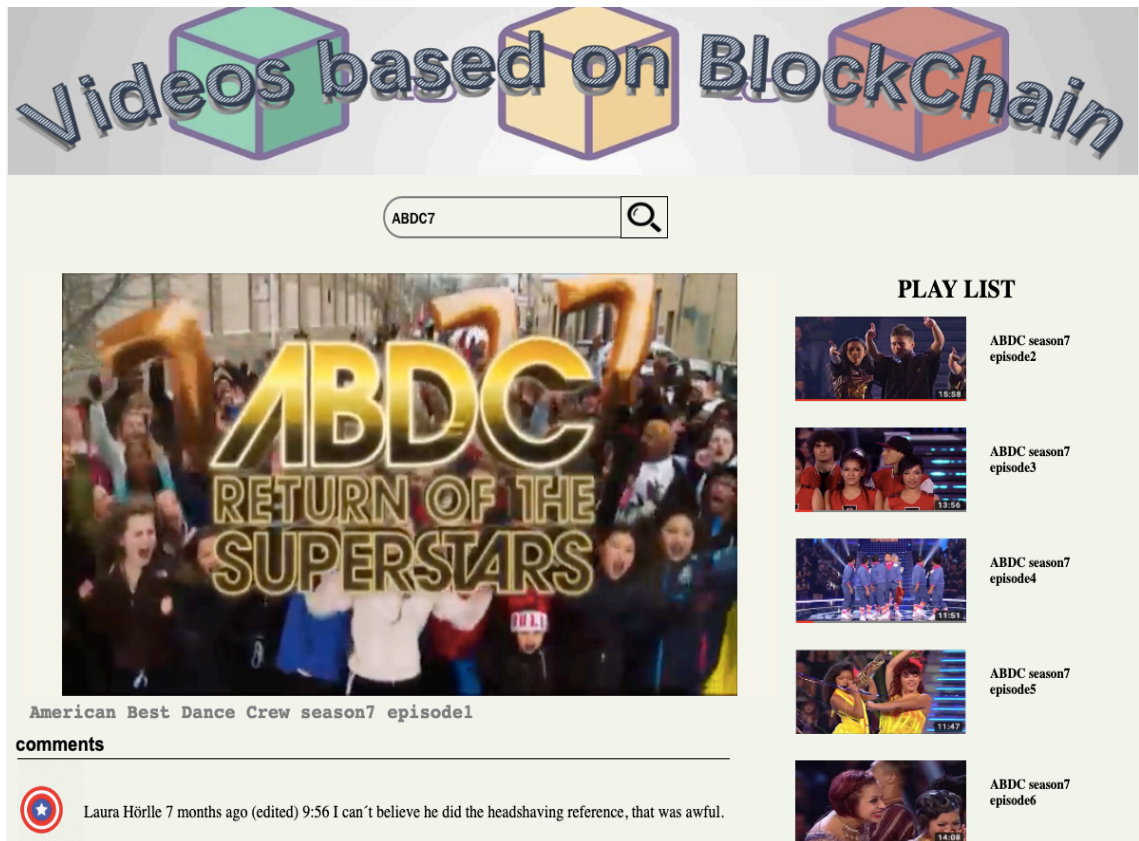 Videos based on BlockChain
ABDC7
ABDC
RETURN OF THE
SUPERSTARS
BULL
American Best Dance Crew season7 episode1
comments
Laura Hörlle 7 months ago (edited) 9:56 I can´t believe he did the headshaving reference, that was awful.
PLAY LIST
15:58
ABDC season7
episode2
13:56
ABDC season7
episode3
11:51
ABDC season7
episode4
11:47
ABDC season7
episode5
14:08
ABDC season7
episode6